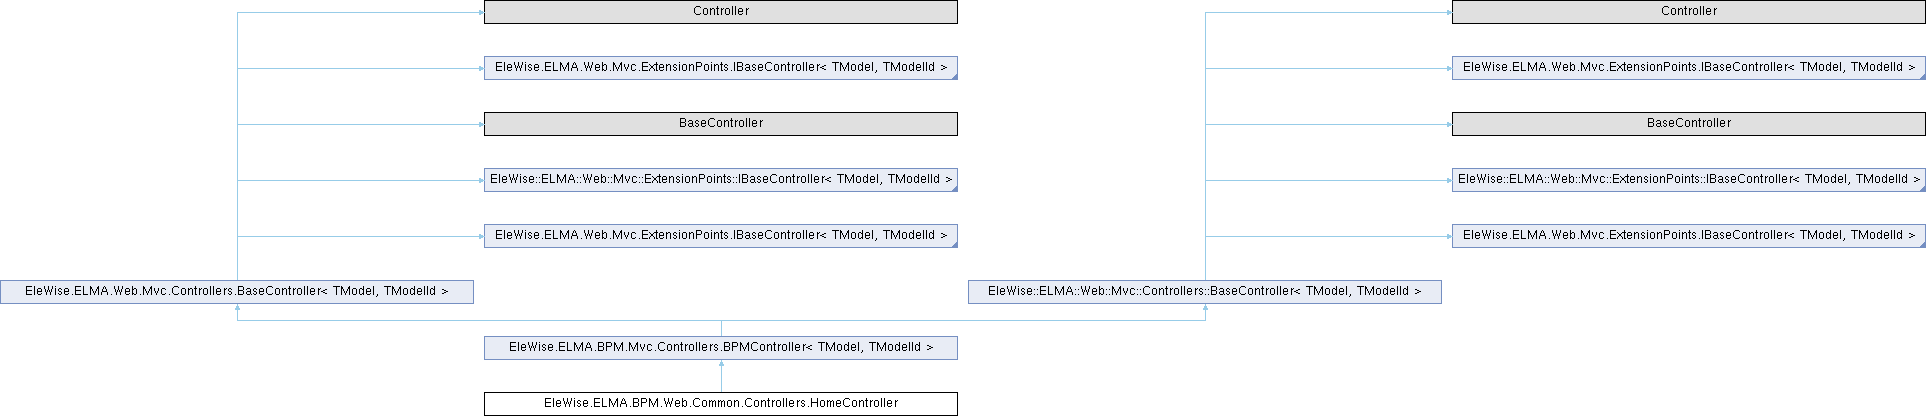 Controller
Controller
EleWise.ELMA.Web.Mvc.ExtensionPoints.IBaseController< TModel, TModelId >
EleWise.ELMA.Web.Mvc.ExtensionPoints.IBaseController< TModel, TModelId >
BaseController
BaseController
EleWise::ELMA::Web::Mvc::ExtensionPoints::IBaseController< TModel, TModelId >
EleWise::ELMA::Web::Mvc::ExtensionPoints::IBaseController< TModel, TModelId >
EleWise.ELMA.Web.Mvc.ExtensionPoints.IBaseController< TModel, TModelId >
EleWise.ELMA.Web.Mvc.ExtensionPoints.IBaseController< TModel, TModelId >
EleWise.ELMA.Web.Mvc.Controllers.BaseController< TModel, TModelId >
EleWise::ELMA::Web::Mvc::Controllers::BaseController< TModel, TModelId >
EleWise.ELMA.BPM.Mvc.Controllers.BPMController< TModel, TModelId >
EleWise.ELMA.BPM.Web.Common.Controllers.HomeController